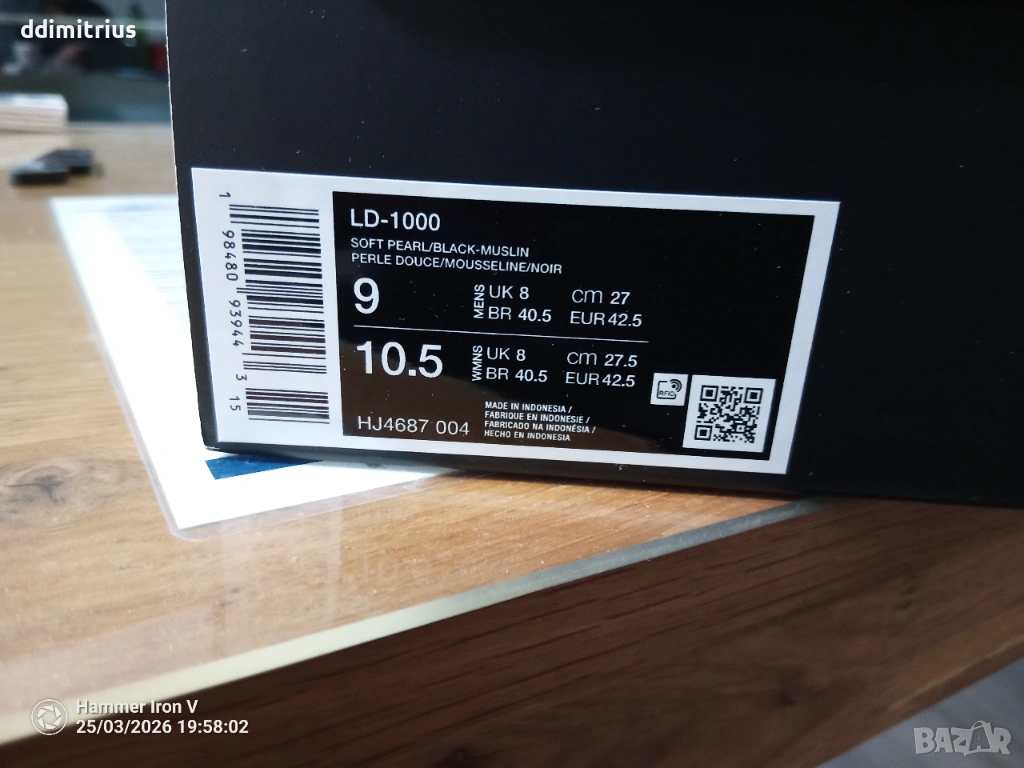 ddimitrius
1 98480 93944 3 15
LD-1000
SOFT PEARL/BLACK-MUSLIN
PERLE DOUCE/MOUSSELINE/NOIR
9 MENS UK 8 cm 27
BR 40.5 EUR 42.5
10.5 WMNS UK 8 cm 27.5
BR 40.5 EUR 42.5
RFID
HJ4687 004
MADE IN INDONESIA /
FABRIQUE EN INDONESIE /
FABRICADO NA INDONÉSIA /
HECHO EN INDONESIA
Hammer Iron V
25/03/2026 19:58:02
BAZAR